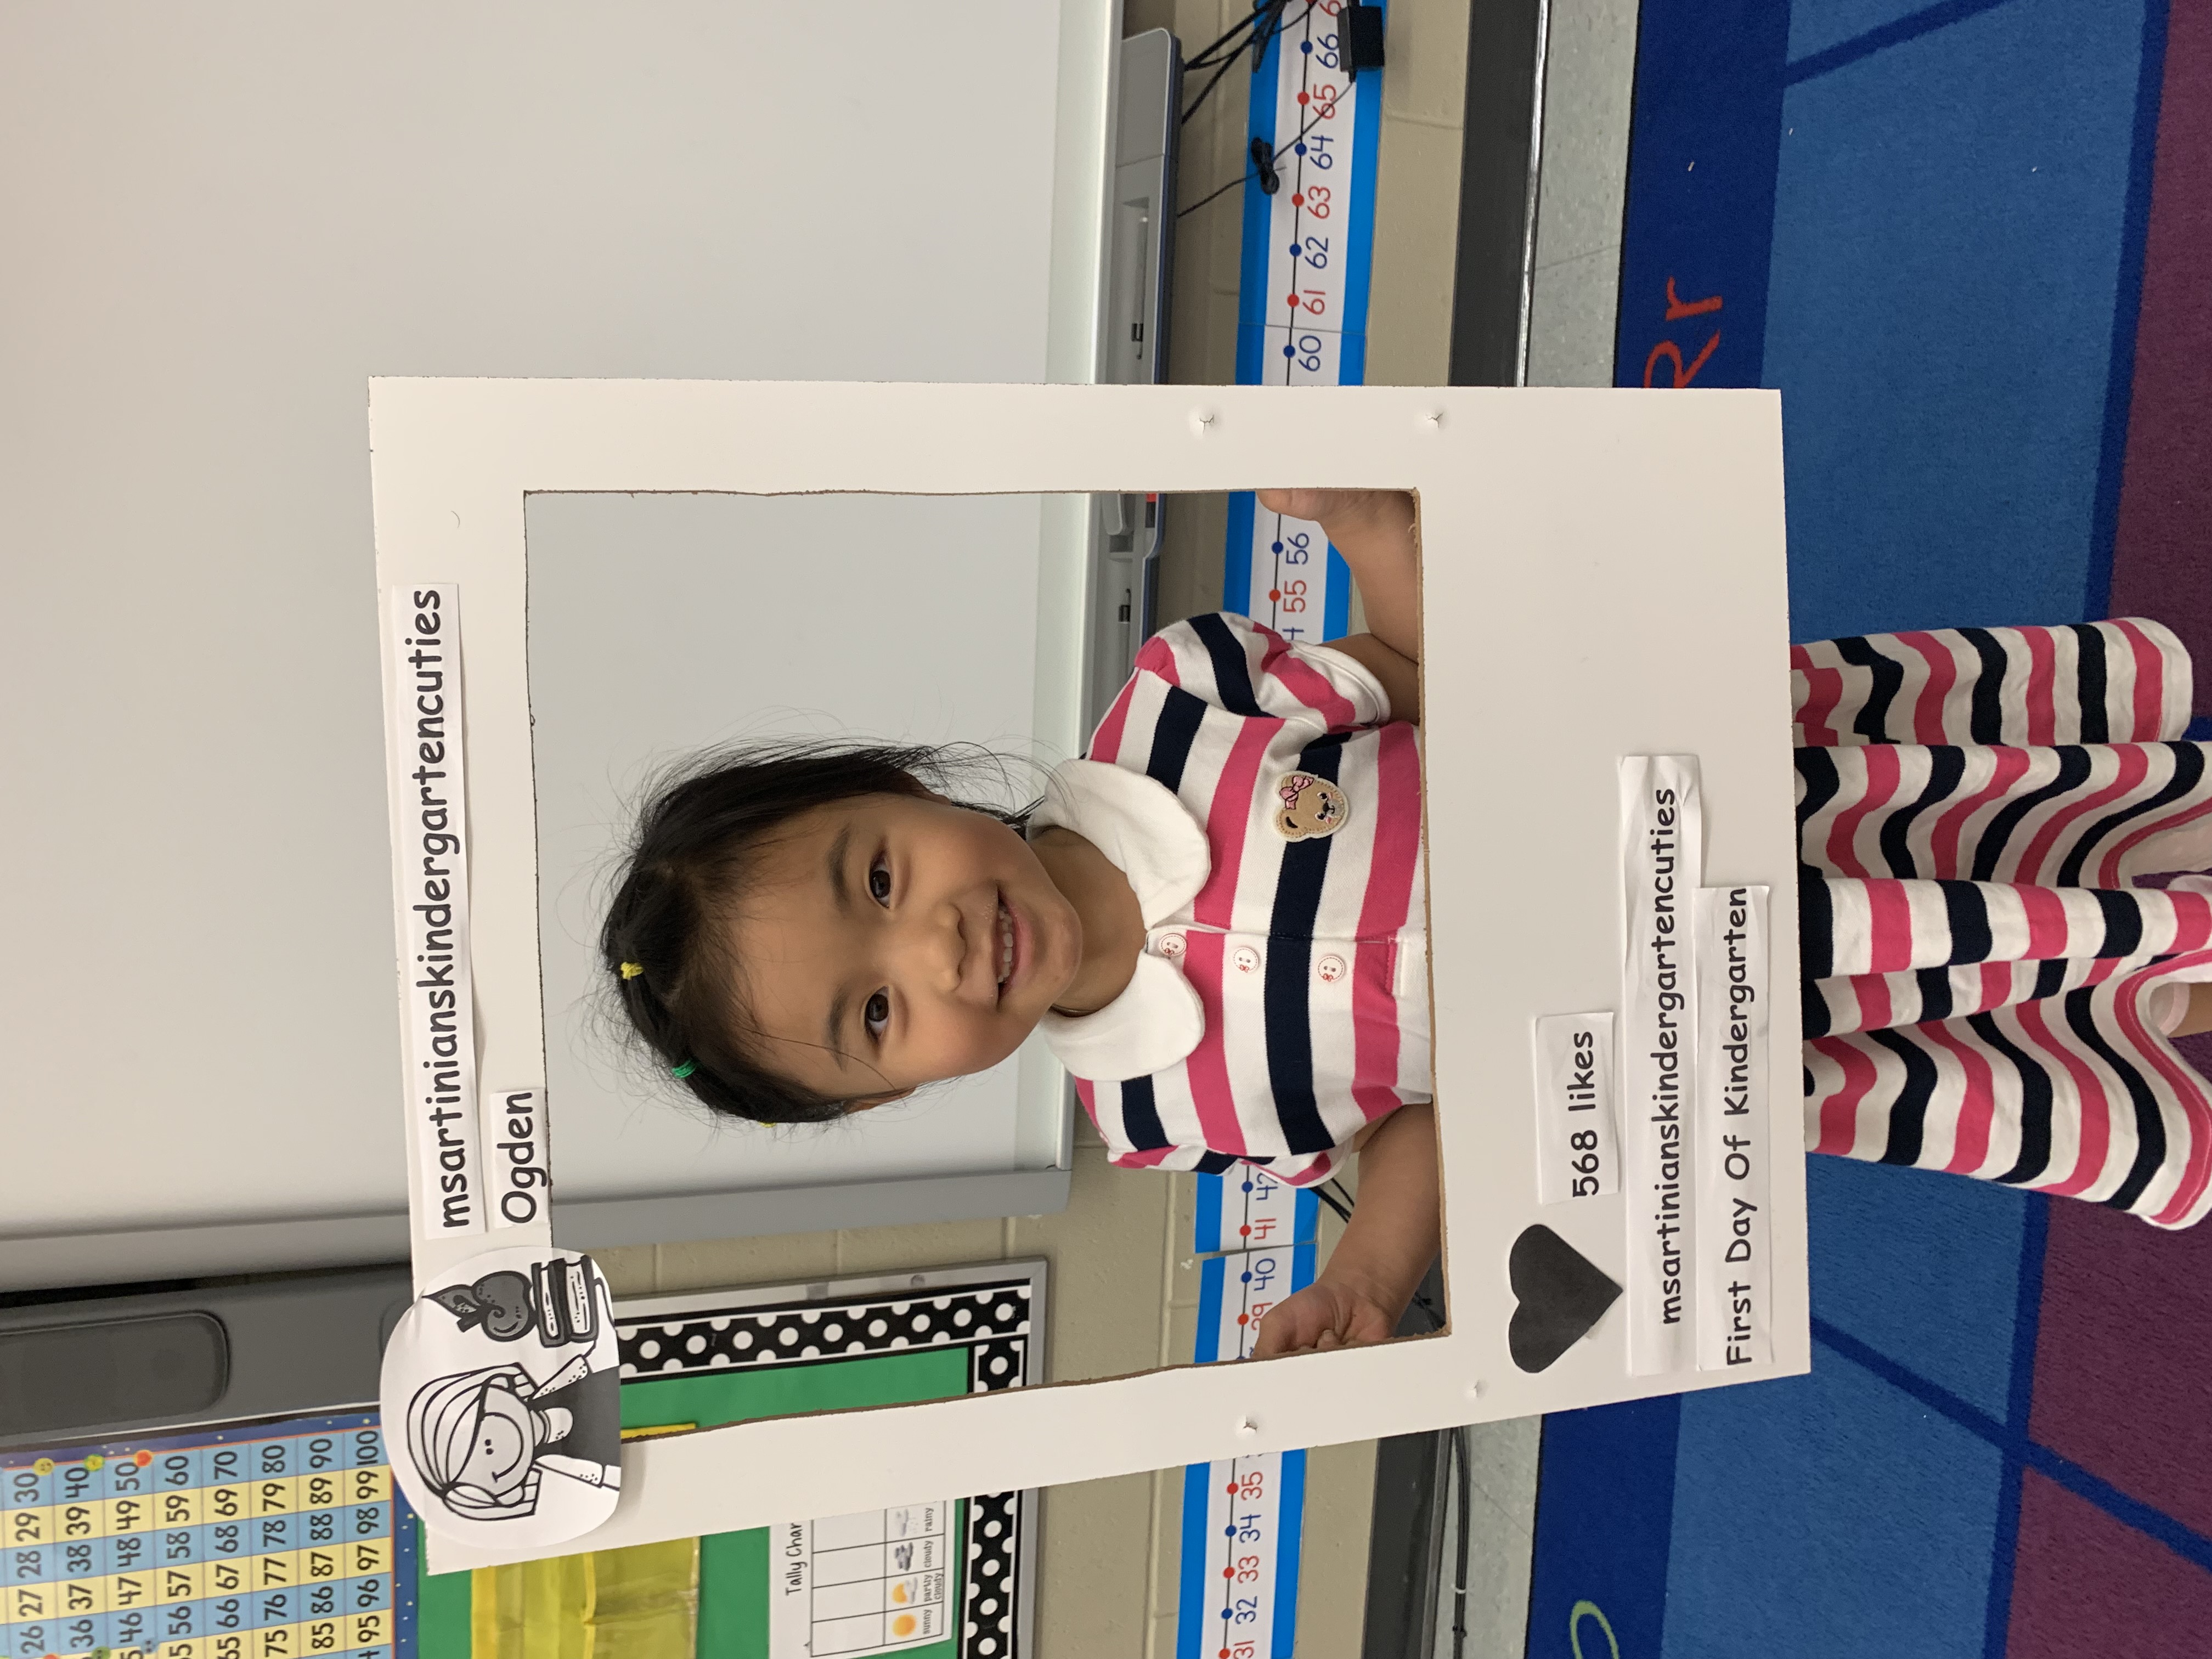 26 27 28 29 30
36 37 38 39 40
46 47 48 49 50
56 57 58 59 60
65 66 67 68 69 70
75 76 77 78 79 80
85 86 87 88 89 90
95 96 97 98 99 100
msartinianskindergartencuties
Ogden
Tally Char
sunny partly cloudy cloudy rainy
31 32 33 34 35 39 40 41 42 55 56 60 61 62 63 64 65 66
568 likes
msartinianskindergartencuties
First Day Of Kindergarten
Rr